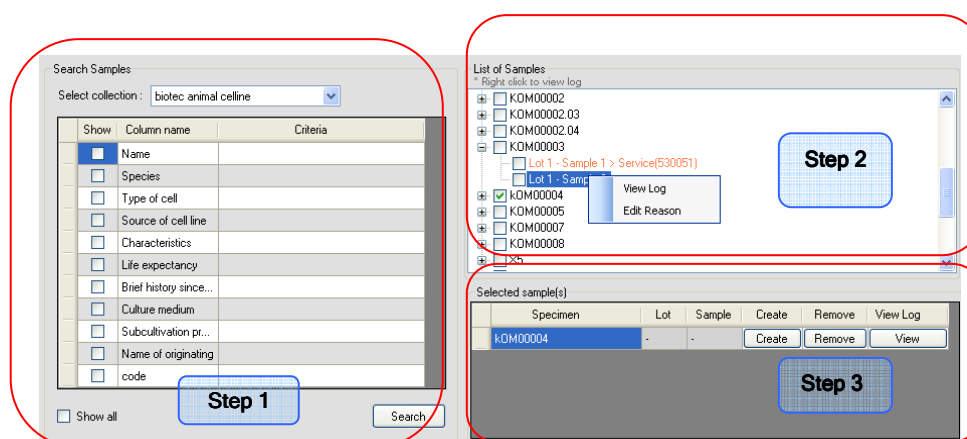 Search Samples
Select collection : biotec animal celline
Show Column name Criteria
Name
Species
Type of cell
Source of cell line
Characteristics
Life expectancy
Brief history since...
Culture medium
Subcultivation pr...
Name of originating
code
Show all
Search
Step 1
List of Samples
* Right click to view log
KOM00002
KOM00002.03
KOM00002.04
KOM00003
Lot 1 - Sample 1 > Service(530051)
Lot 1 - Sample
View Log
Edit Reason
kOM00004
KOM00005
KOM00007
KOM00008
X5
Step 2
Selected sample(s)
Specimen Lot Sample Create Remove View Log
kOM00004 - - Create Remove View
Step 3